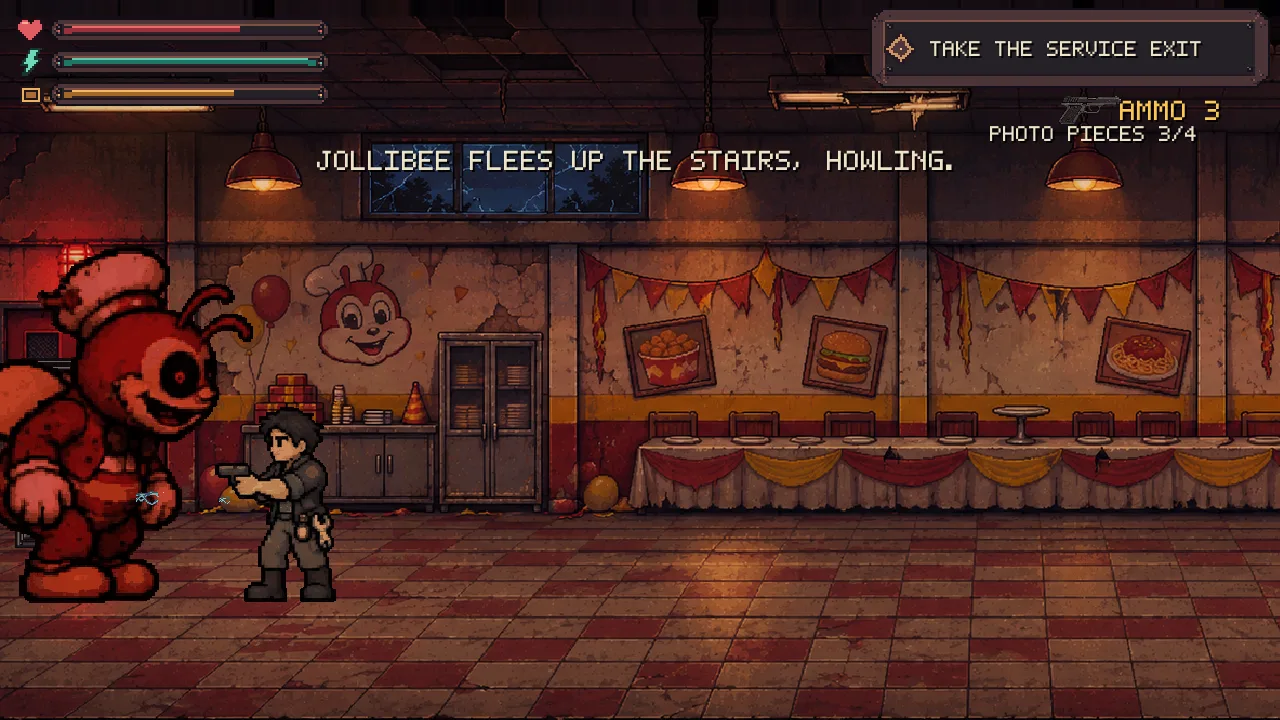 TAKE THE SERVICE EXIT
AMMO 3
PHOTO PIECES 3/4
JOLLIBEE FLEES UP THE STAIRS, HOWLING.